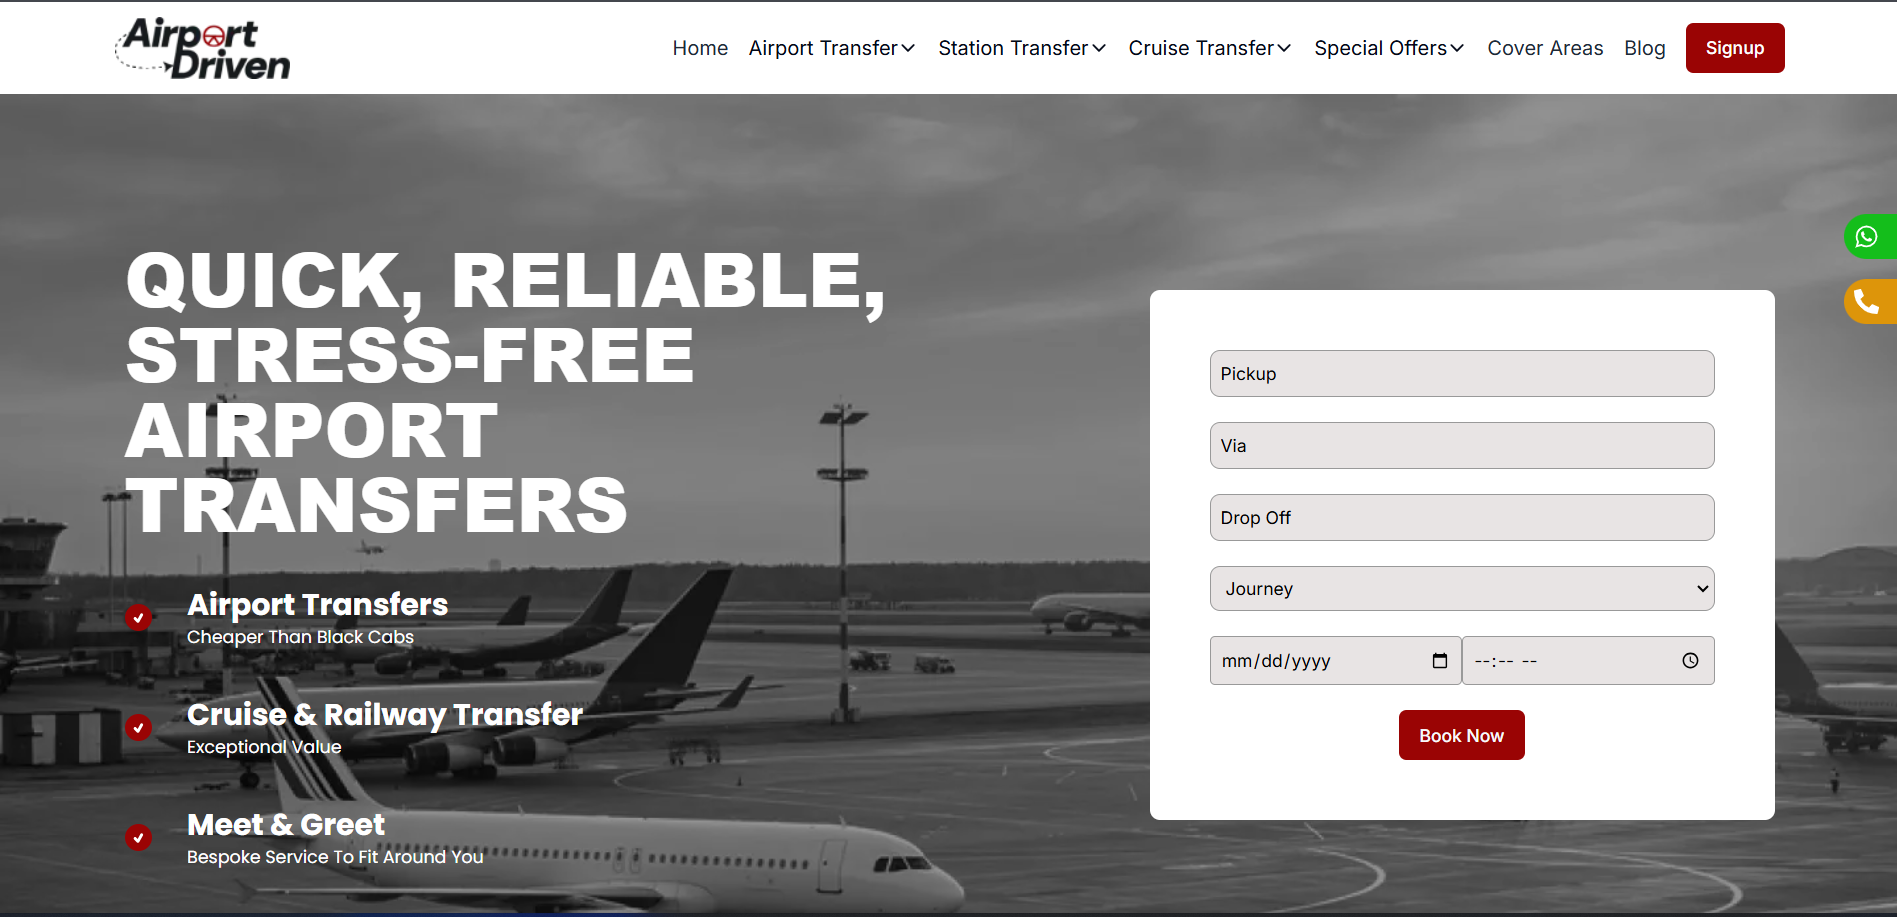 Airport
Driven
Home
Airport Transfer
Station Transfer
Cruise Transfer
Special Offers
Cover Areas
Blog
Signup
QUICK, RELIABLE,
STRESS-FREE
AIRPORT
TRANSFERS
Airport Transfers
Cheaper Than Black Cabs
Cruise & Railway Transfer
Exceptional Value
Meet & Greet
Bespoke Service To Fit Around You
Pickup
Via
Drop Off
Journey
mm/dd/yyyy
--:-- --
Book Now